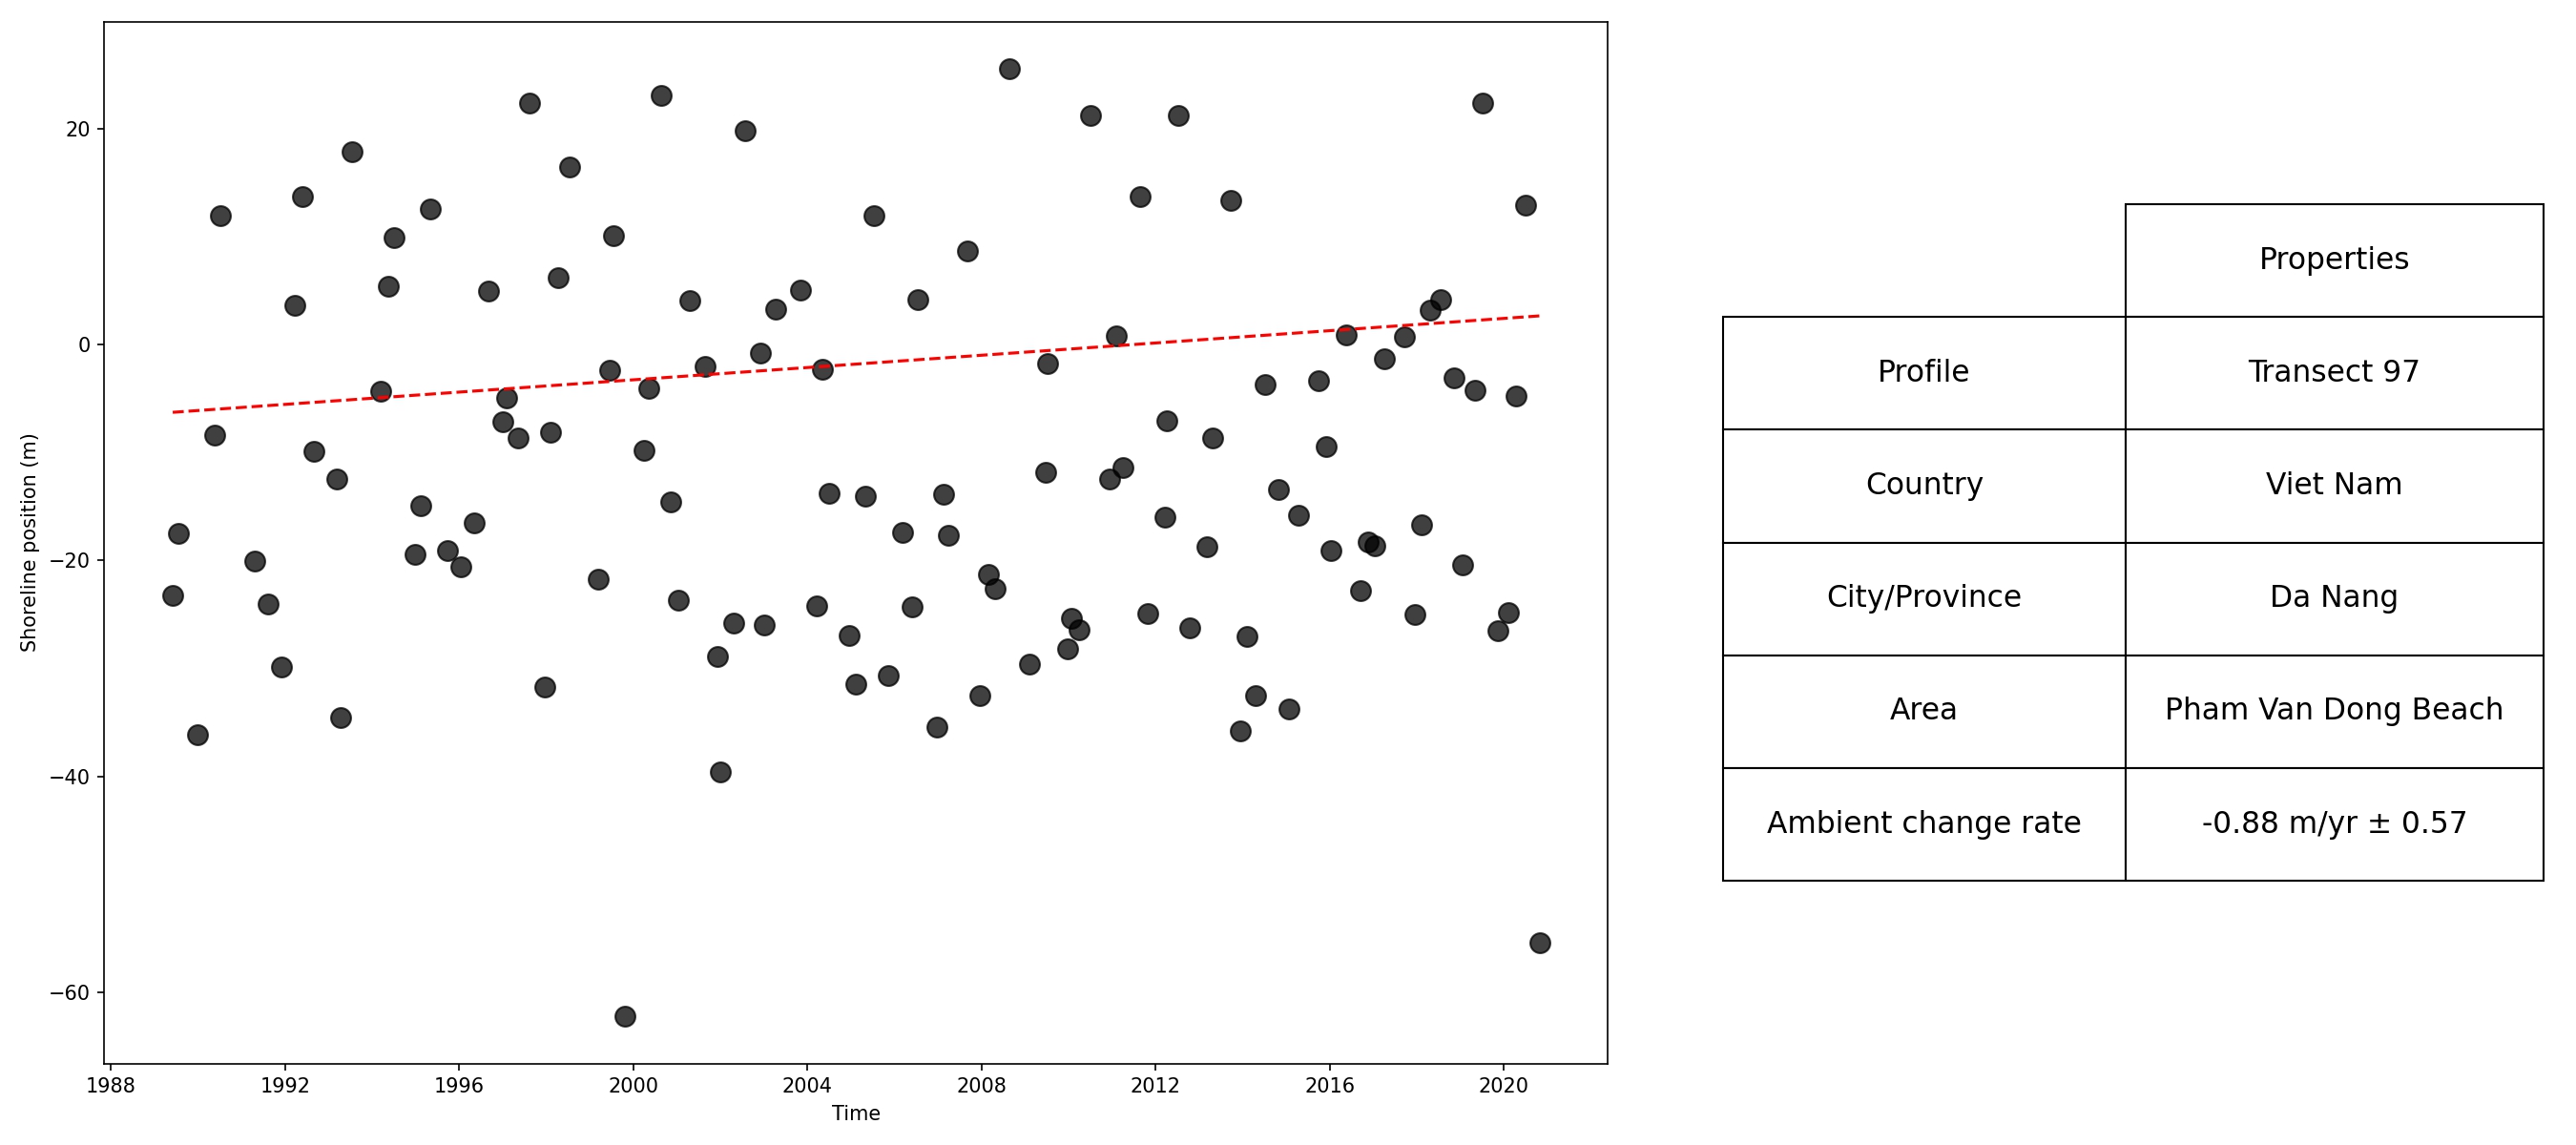 20
0
−20
−40
−60
Shoreline position (m)
1988 1992 1996 2000 2004 2008 2012 2016 2020
Time
Properties
Profile Transect 97
Country Viet Nam
City/Province Da Nang
Area Pham Van Dong Beach
Ambient change rate -0.88 m/yr ± 0.57